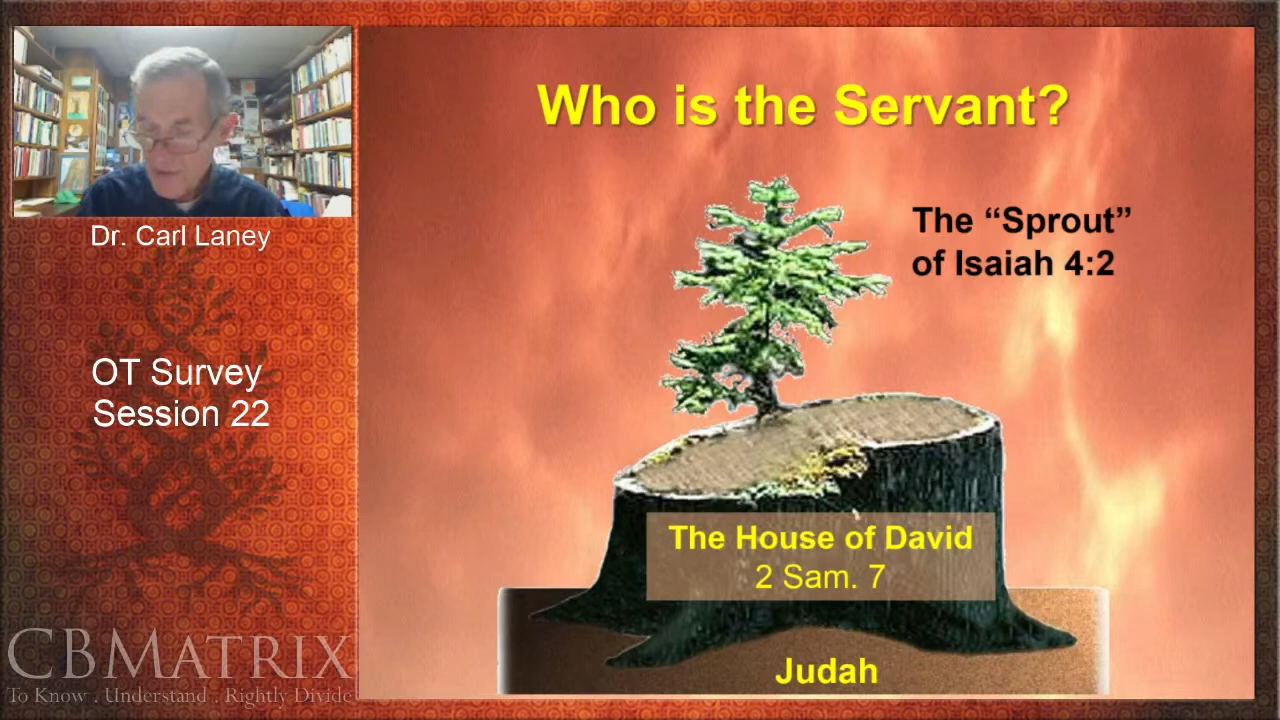 Dr. Carl Laney
OT Survey
Session 22
CBMATRIX
To Know . Understand . Rightly Divide
Who is the Servant?
The “Sprout”
of Isaiah 4:2
The House of David
2 Sam. 7
Judah